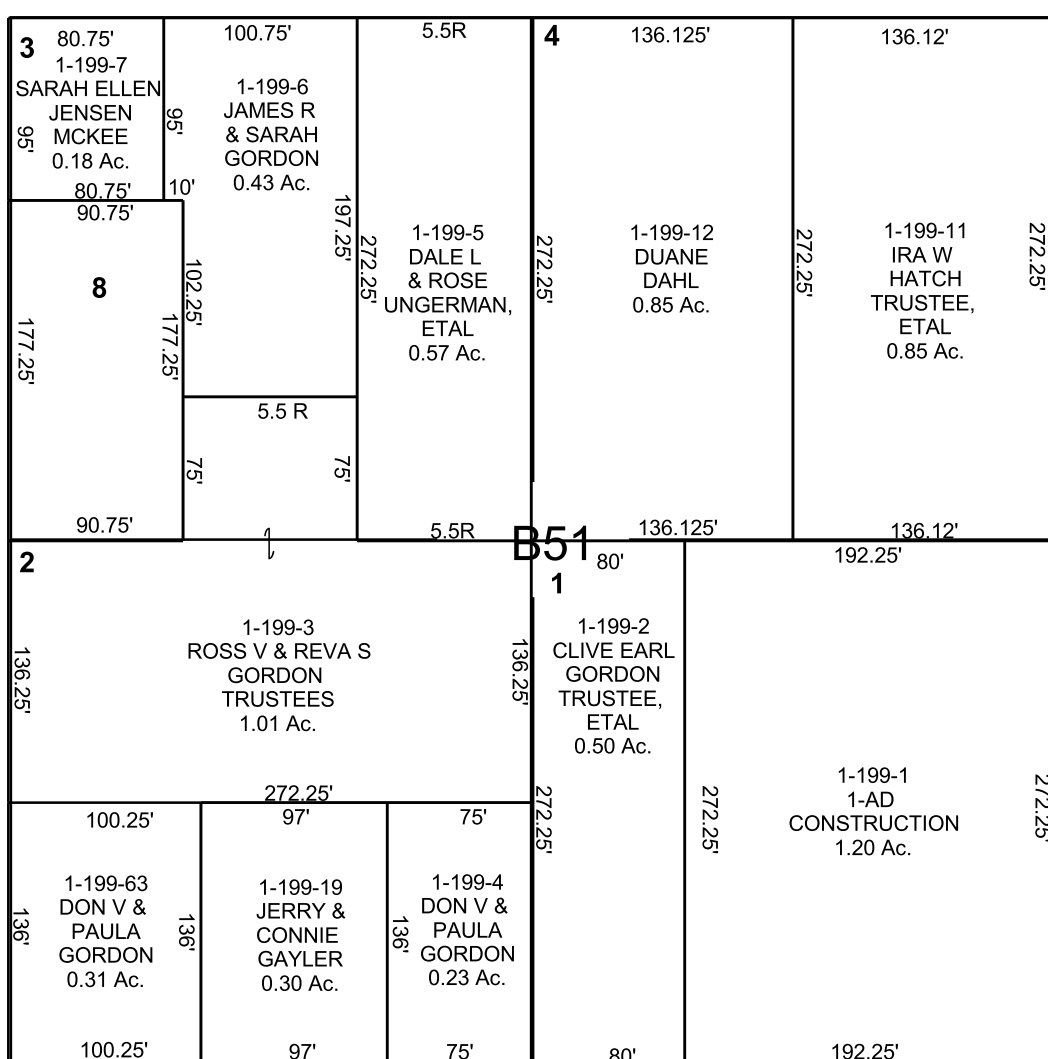 3
80.75'
1-199-7
SARAH ELLEN
JENSEN
MCKEE
0.18 Ac.
95'
95'
80.75'
100.75'
1-199-6
JAMES R
& SARAH
GORDON
0.43 Ac.
10'
197.25'
102.25'
5.5R
272.25'
1-199-5
DALE L
& ROSE
UNGERMAN,
ETAL
0.57 Ac.
5.5R
90.75'
8
177.25'
177.25'
90.75'
5.5 R
75'
75'
4
136.125'
272.25'
1-199-12
DUANE
DAHL
0.85 Ac.
136.125'
136.12'
272.25'
1-199-11
IRA W
HATCH
TRUSTEE,
ETAL
0.85 Ac.
272.25'
136.12'
B51
2
136.25'
1-199-3
ROSS V & REVA S
GORDON
TRUSTEES
1.01 Ac.
136.25'
272.25'
1
80'
1-199-2
CLIVE EARL
GORDON
TRUSTEE,
ETAL
0.50 Ac.
272.25'
80'
192.25'
272.25'
1-199-1
1-AD
CONSTRUCTION
1.20 Ac.
272.25'
192.25'
100.25'
1-199-63
DON V &
PAULA
GORDON
0.31 Ac.
136'
136'
100.25'
97'
1-199-19
JERRY &
CONNIE
GAYLER
0.30 Ac.
97'
75'
136'
1-199-4
DON V &
PAULA
GORDON
0.23 Ac.
75'